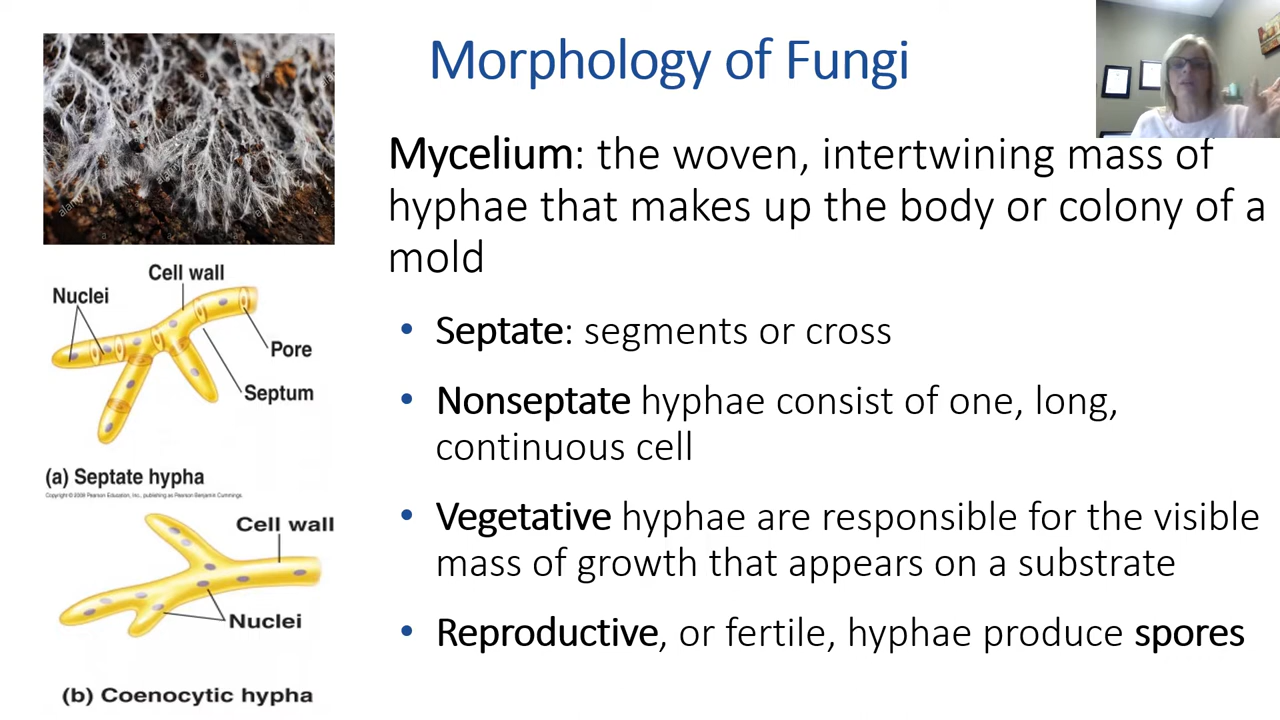 Morphology of Fungi
Mycelium: the woven, intertwining mass of
hyphae that makes up the body or colony of a
mold
• Septate: segments or cross
• Nonseptate hyphae consist of one, long,
continuous cell
• Vegetative hyphae are responsible for the visible
mass of growth that appears on a substrate
• Reproductive, or fertile, hyphae produce spores
alamy
a
Cell wall
Nuclei
Pore
Septum
(a) Septate hypha
Copyright © 2008 Pearson Education, Inc., publishing as Pearson Benjamin Cummings.
Cell wall
Nuclei
(b) Coenocytic hypha